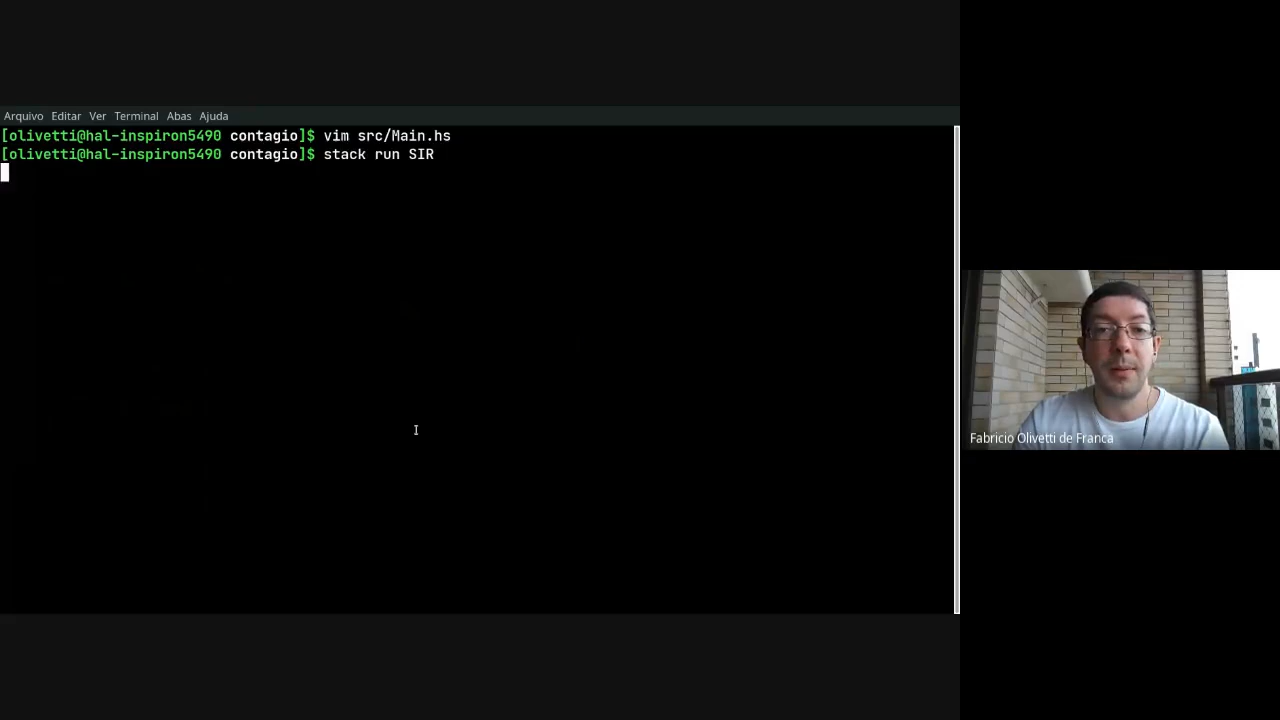 Arquivo Editar Ver Terminal Abas Ajuda
[olivetti@hal-inspiron5490 contagio]$ vim src/Main.hs
[olivetti@hal-inspiron5490 contagio]$ stack run SIR
Fabricio Olivetti de Franca